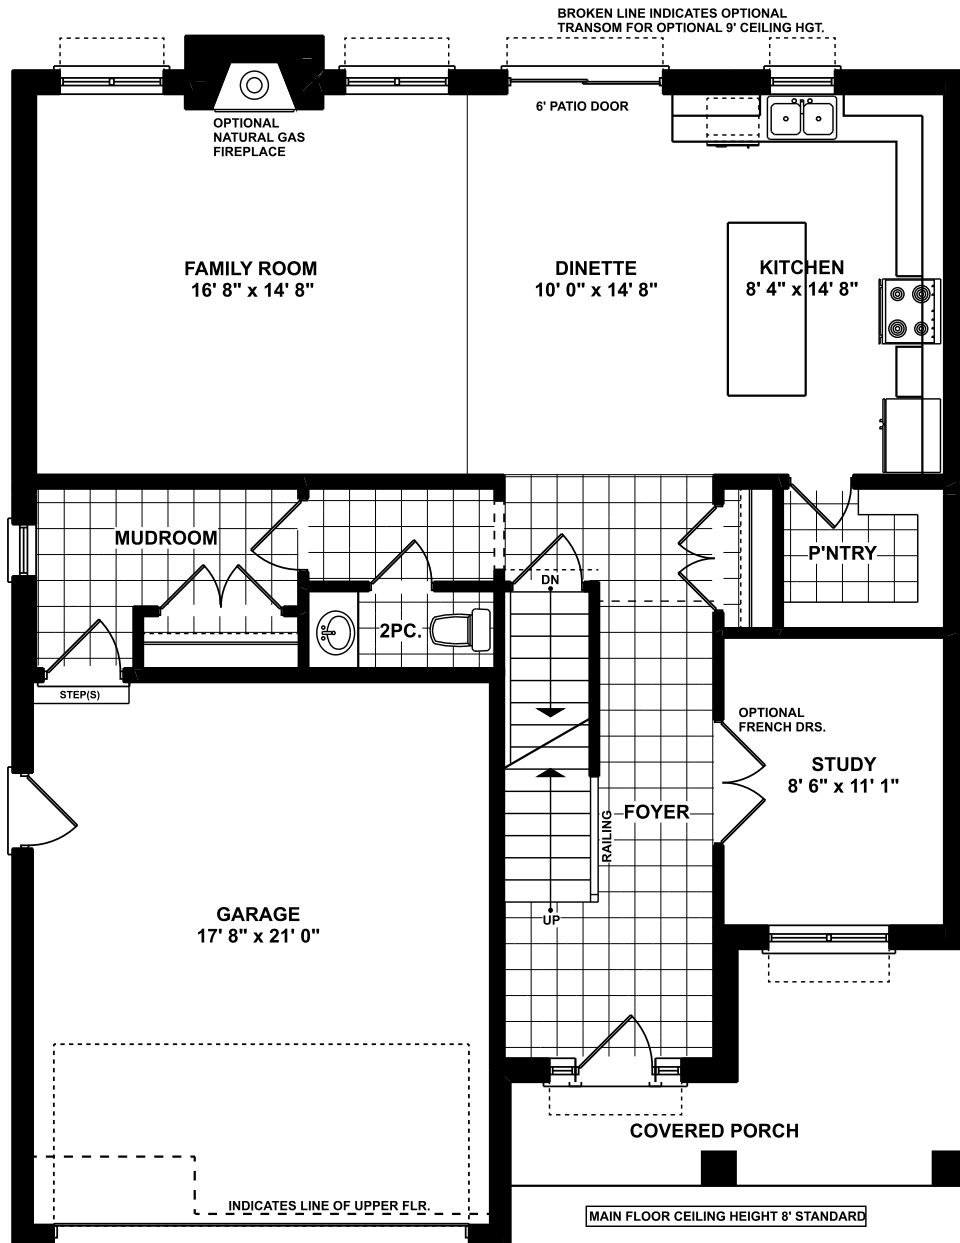 BROKEN LINE INDICATES OPTIONAL
TRANSOM FOR OPTIONAL 9' CEILING HGT.
6' PATIO DOOR
OPTIONAL
NATURAL GAS
FIREPLACE
FAMILY ROOM
16' 8" x 14' 8"
DINETTE
10' 0" x 14' 8"
KITCHEN
8' 4" x 14' 8"
MUDROOM
P'NTRY
DN
2PC.
STEP(S)
OPTIONAL
FRENCH DRS.
STUDY
8' 6" x 11' 1"
FOYER
RAILING
UP
GARAGE
17' 8" x 21' 0"
COVERED PORCH
INDICATES LINE OF UPPER FLR.
MAIN FLOOR CEILING HEIGHT 8' STANDARD